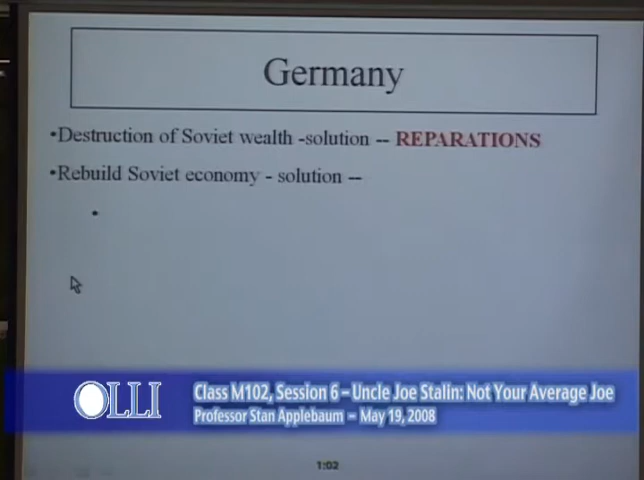 Germany
•Destruction of Soviet wealth -solution -- REPARATIONS
•Rebuild Soviet economy - solution --
•
OLLI
Class M102, Session 6 – Uncle Joe Stalin: Not Your Average Joe
Professor Stan Applebaum – May 19, 2008
1:02